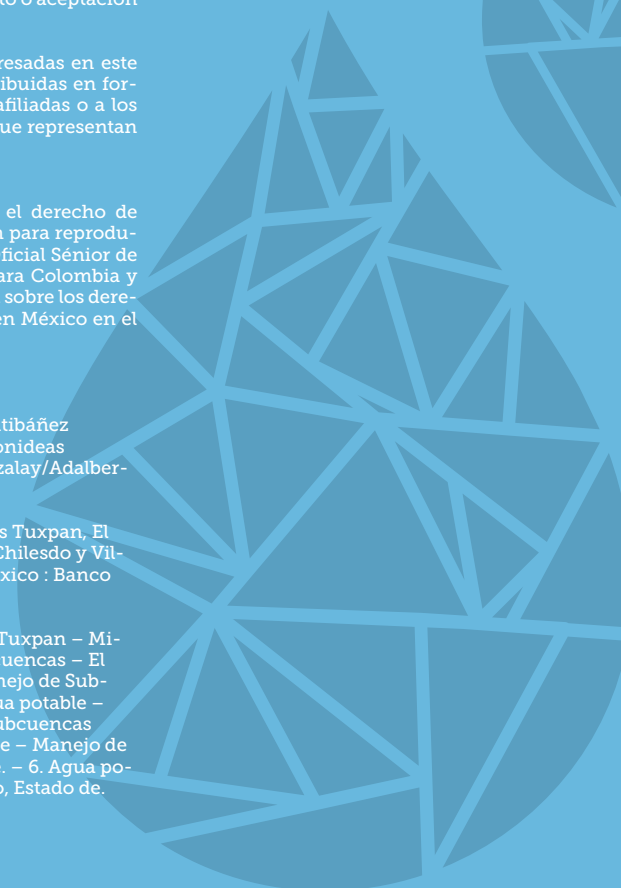 o o aceptación
resadas en este
ibuidas en for-
afiliadas o a los
ue representan
el derecho de
para reprodu-
ficial Sénior de
ara Colombia y
sobre los dere-
en México en el
tibáñez
onideas
zalay/Adalber-
s Tuxpan, El
Chilesdo y Vil-
xico : Banco
Tuxpan – Mi-
uencas – El
nejo de Sub-
ua potable –
ubcuencas
e – Manejo de
. – 6. Agua po-
o, Estado de.